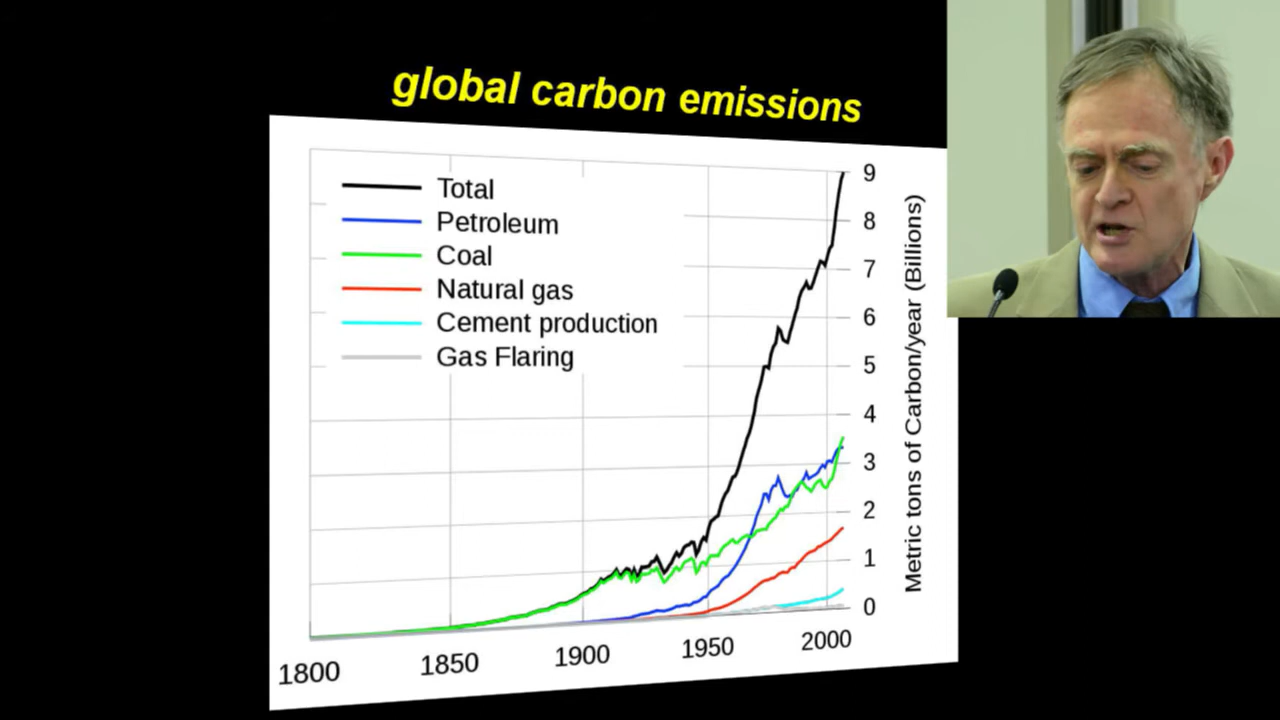 global carbon emissions
Total
Petroleum
Coal
Natural gas
Cement production
Gas Flaring
9
8
7
6
5
4
3
2
1
0
Metric tons of Carbon/year (Billions)
1800 1850 1900 1950 2000